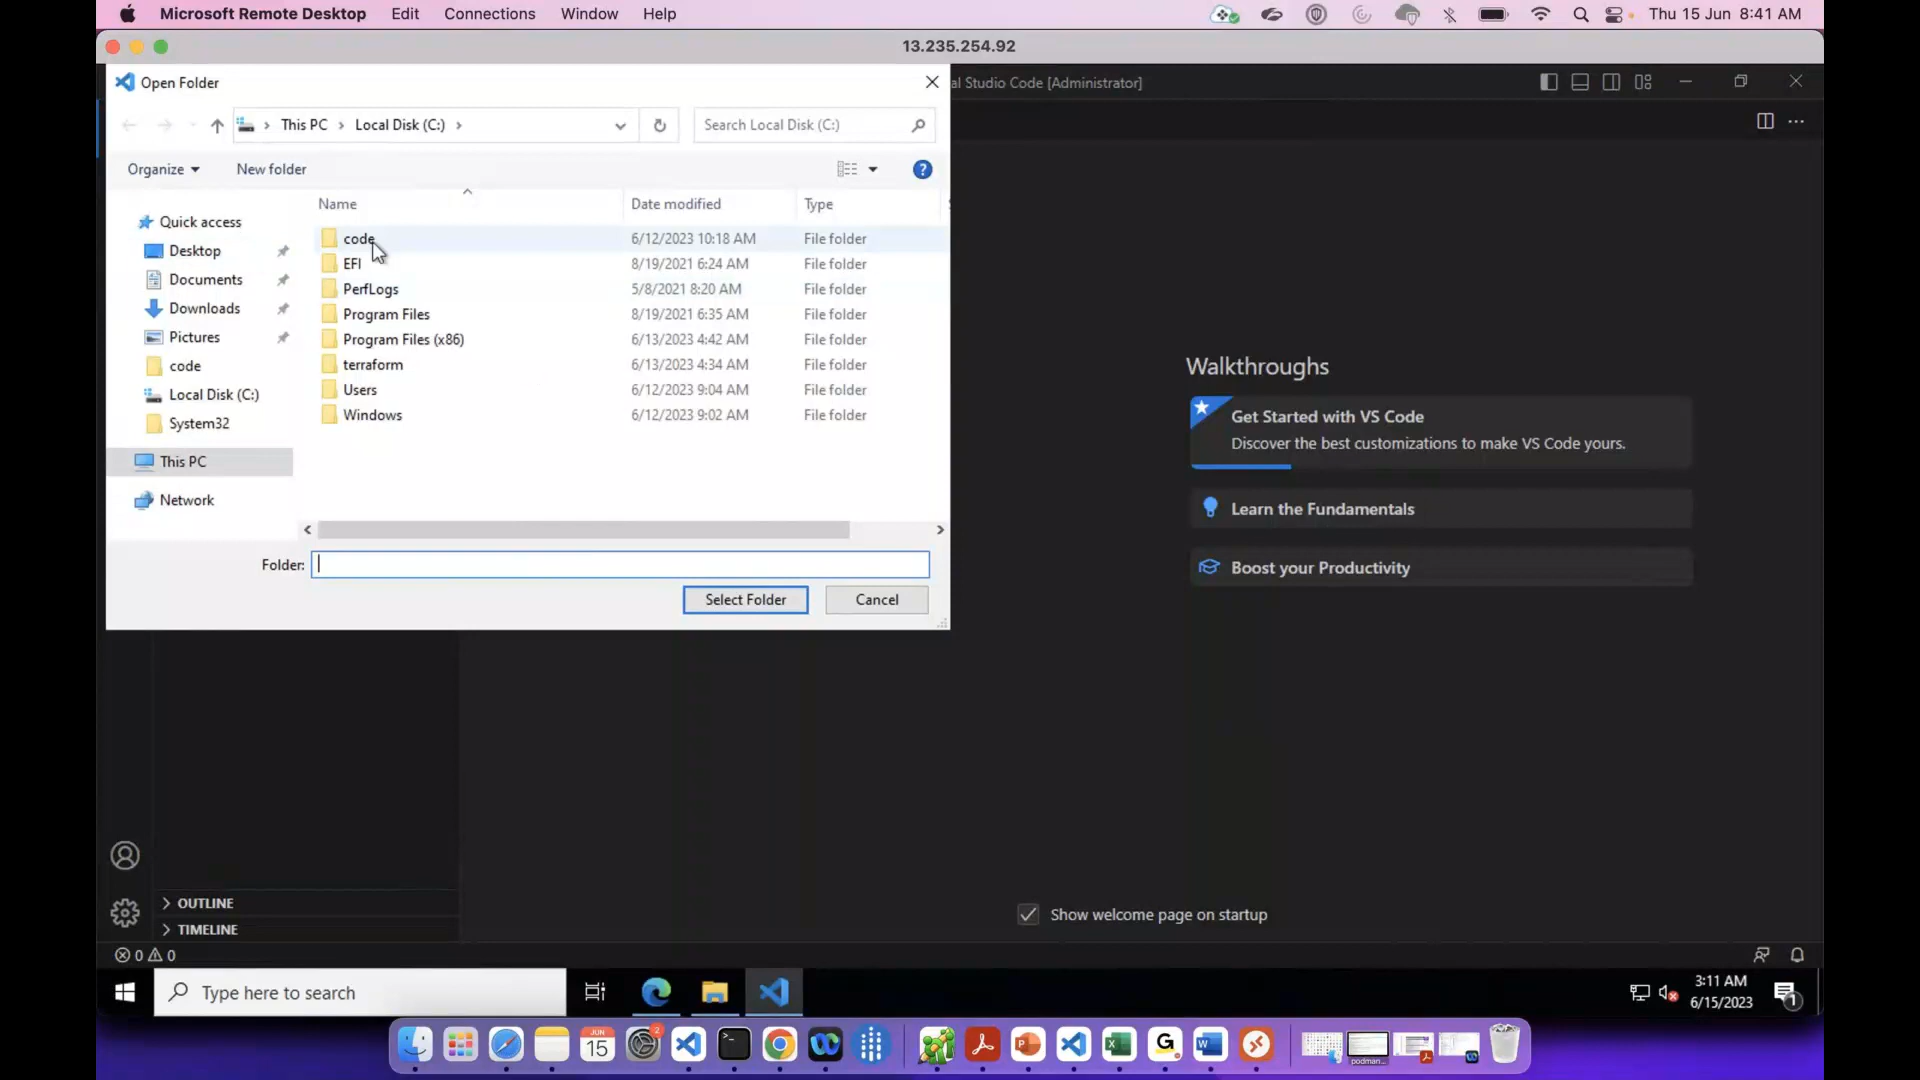 Microsoft Remote Desktop Edit Connections Window Help
Thu 15 Jun 8:41 AM
13.235.254.92
Open Folder
al Studio Code [Administrator]
This PC > Local Disk (C:) >
Search Local Disk (C:)
Organize
New folder
Name Date modified Type
Quick access
Desktop
Documents
Downloads
Pictures
code
Local Disk (C:)
System32
This PC
Network
code 6/12/2023 10:18 AM File folder
EFI 8/19/2021 6:24 AM File folder
PerfLogs 5/8/2021 8:20 AM File folder
Program Files 8/19/2021 6:35 AM File folder
Program Files (x86) 6/13/2023 4:42 AM File folder
terraform 6/13/2023 4:34 AM File folder
Users 6/12/2023 9:04 AM File folder
Windows 6/12/2023 9:02 AM File folder
Folder:
Select Folder
Cancel
Walkthroughs
Get Started with VS Code
Discover the best customizations to make VS Code yours.
Learn the Fundamentals
Boost your Productivity
Show welcome page on startup
OUTLINE
TIMELINE
0 0
Type here to search
3:11 AM
6/15/2023
1
JUN
15
2
podman...